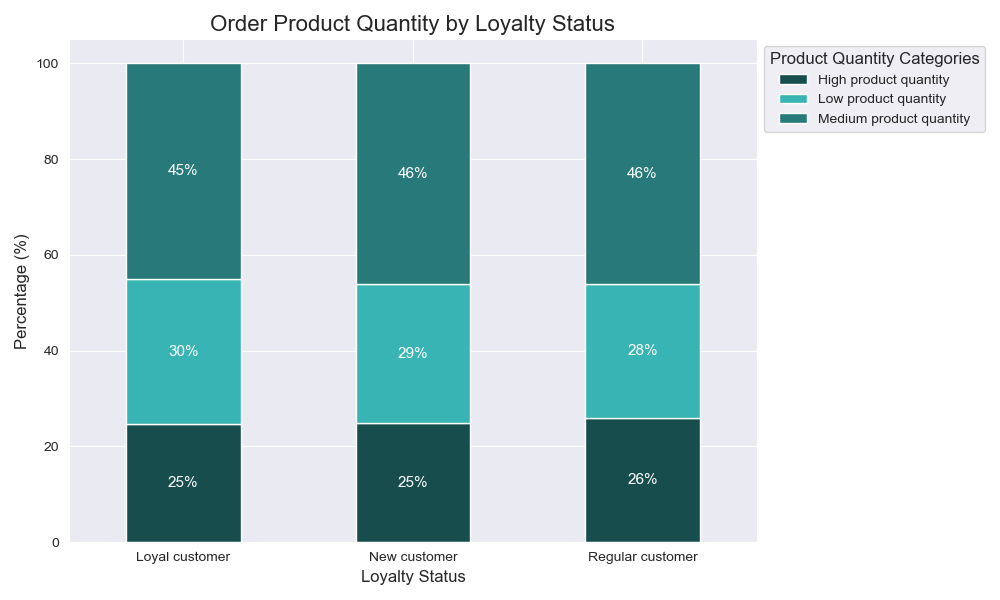 Order Product Quantity by Loyalty Status
Product Quantity Categories
High product quantity
Low product quantity
Medium product quantity
Percentage (%)
100
80
60
40
20
0
45%
46%
46%
30%
29%
28%
25%
25%
26%
Loyal customer
New customer
Regular customer
Loyalty Status